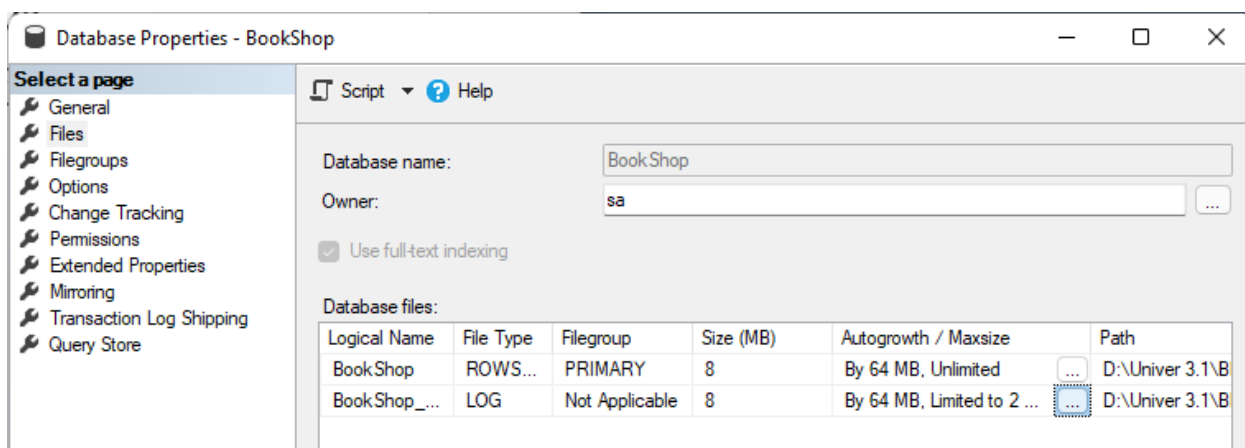 Database Properties - BookShop
Select a page
General
Files
Filegroups
Options
Change Tracking
Permissions
Extended Properties
Mirroring
Transaction Log Shipping
Query Store
Script
Help
Database name: BookShop
Owner: sa
...
Use full-text indexing
Database files:
Logical Name File Type Filegroup Size (MB) Autogrowth / Maxsize Path
BookShop ROWS... PRIMARY 8 By 64 MB, Unlimited ... D:\Univer 3.1\B
BookShop_... LOG Not Applicable 8 By 64 MB, Limited to 2 ... ... D:\Univer 3.1\B